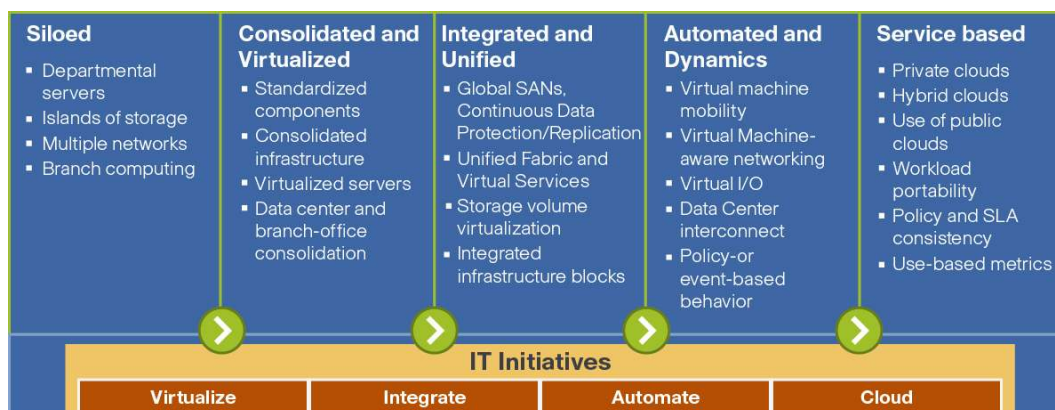 Siloed
▪ Departmental
servers
▪ Islands of storage
▪ Multiple networks
▪ Branch computing
Consolidated and
Virtualized
▪ Standardized
components
▪ Consolidated
infrastructure
▪ Virtualized servers
▪ Data center and
branch-office
consolidation
Integrated and
Unified
▪ Global SANs,
Continuous Data
Protection/Replication
▪ Unified Fabric and
Virtual Services
▪ Storage volume
virtualization
▪ Integrated
infrastructure blocks
Automated and
Dynamics
▪ Virtual machine
mobility
▪ Virtual Machine-
aware networking
▪ Virtual I/O
▪ Data Center
interconnect
▪ Policy-or
event-based
behavior
Service based
▪ Private clouds
▪ Hybrid clouds
▪ Use of public
clouds
▪ Workload
portability
▪ Policy and SLA
consistency
▪ Use-based metrics
IT Initiatives
Virtualize
Integrate
Automate
Cloud